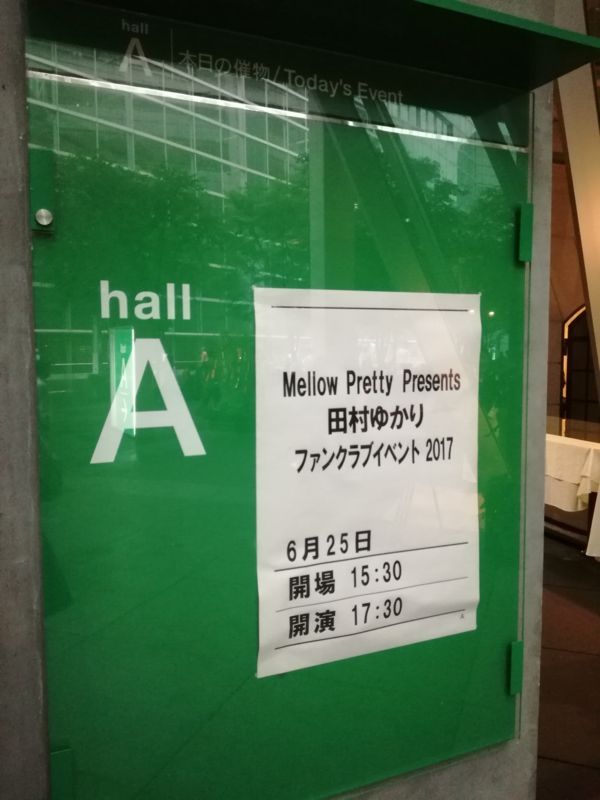 hall
A
本日の催物/Today's Event
hall
A
Mellow Pretty Presents
田村ゆかり
ファンクラブイベント 2017
6月25日
開場 15:30
開演 17:30
A